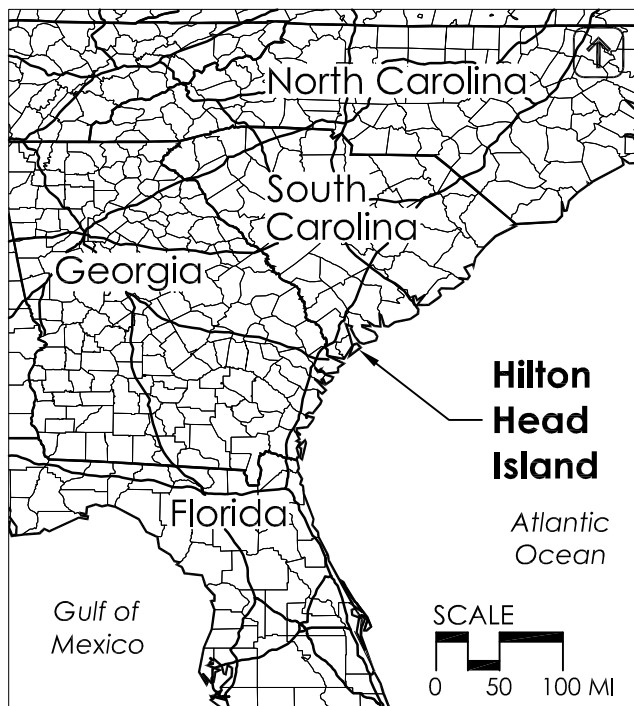 North Carolina
South
Carolina
Georgia
Hilton
Head
Island
Florida
Atlantic
Ocean
Gulf of
Mexico
SCALE
0 50 100 MI